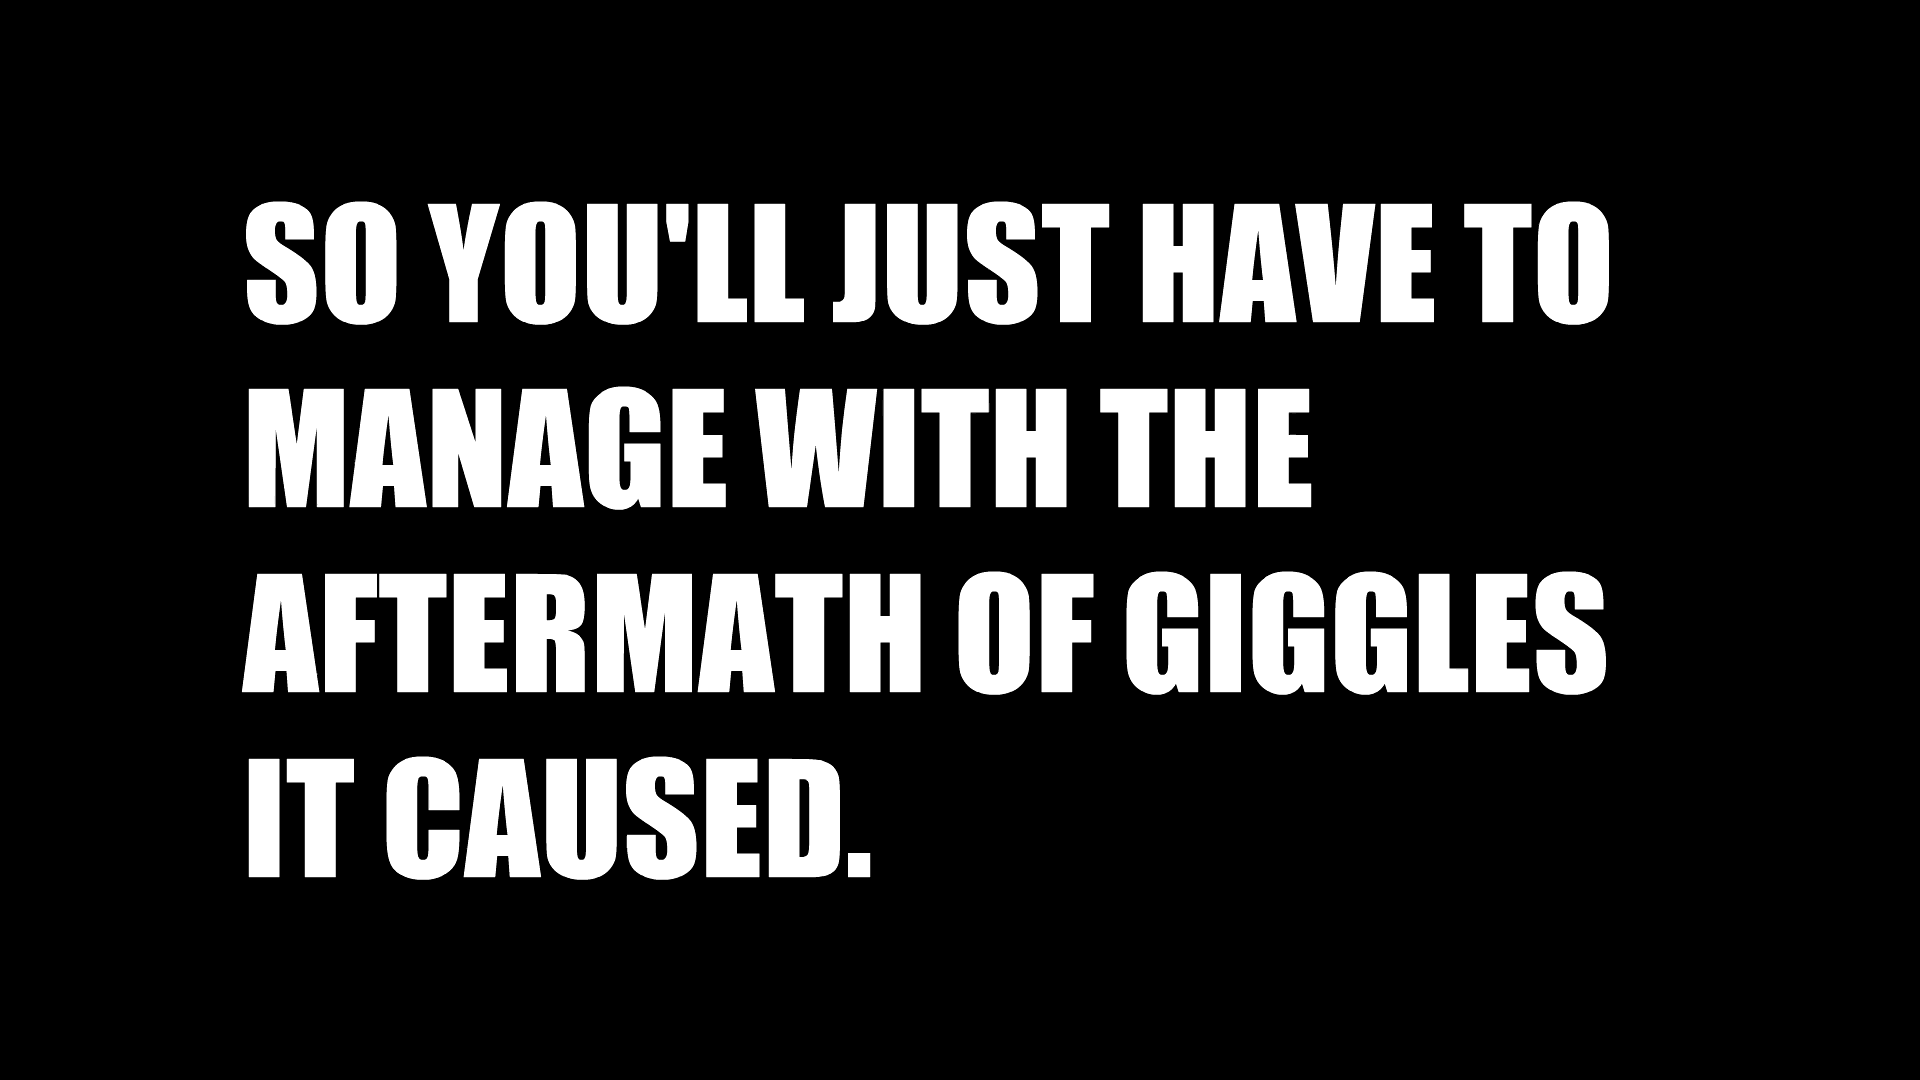 SO YOU'LL JUST HAVE TO
MANAGE WITH THE
AFTERMATH OF GIGGLES
IT CAUSED.